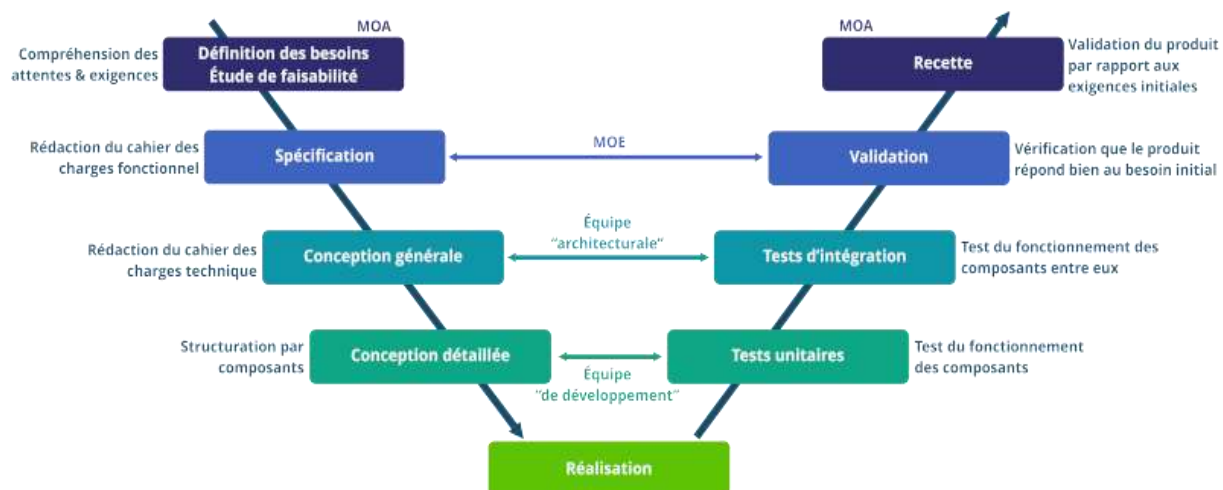 MOA
MOA
Compréhension des
attentes & exigences
Définition des besoins
Étude de faisabilité
Recette
Validation du produit
par rapport aux
exigences initiales
Rédaction du cahier des
charges fonctionnel
Spécification
MOE
Validation
Vérification que le produit
répond bien au besoin initial
Rédaction du cahier des
charges technique
Conception générale
Équipe
“architecturale“
Tests d’intégration
Test du fonctionnement des
composants entre eux
Structuration par
composants
Conception détaillée
Équipe
“de développement”
Tests unitaires
Test du fonctionnement
des composants
Réalisation